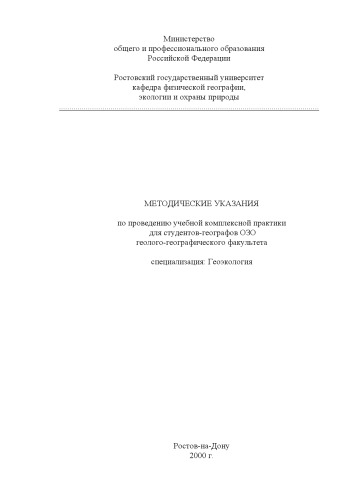 Министерство
общего и профессионального образования
Российской Федерации
Ростовский государственный университет
кафедра физической географии,
экологии и охраны природы
МЕТОДИЧЕСКИЕ УКАЗАНИЯ
по проведению учебной комплексной практики
для студентов-географов ОЗО
геолого-географического факультета
специализация: Геоэкология
Ростов-на-Дону
2000 г.